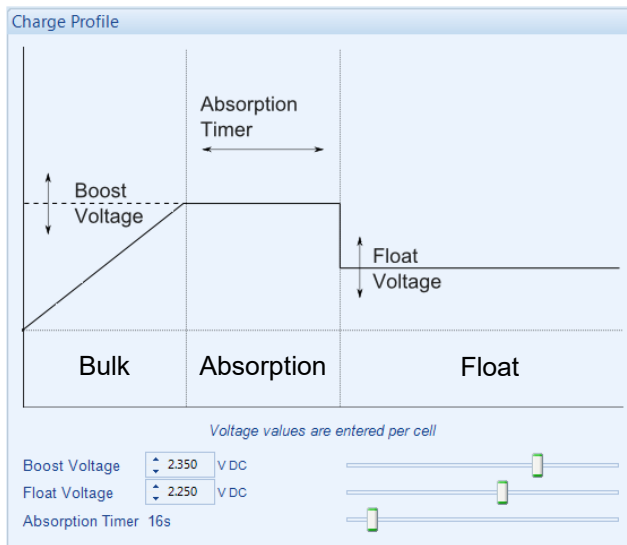 Charge Profile
Absorption
Timer
Boost
Voltage
Float
Voltage
Bulk
Absorption
Float
Voltage values are entered per cell
Boost Voltage 2.350 V DC
Float Voltage 2.250 V DC
Absorption Timer 16s